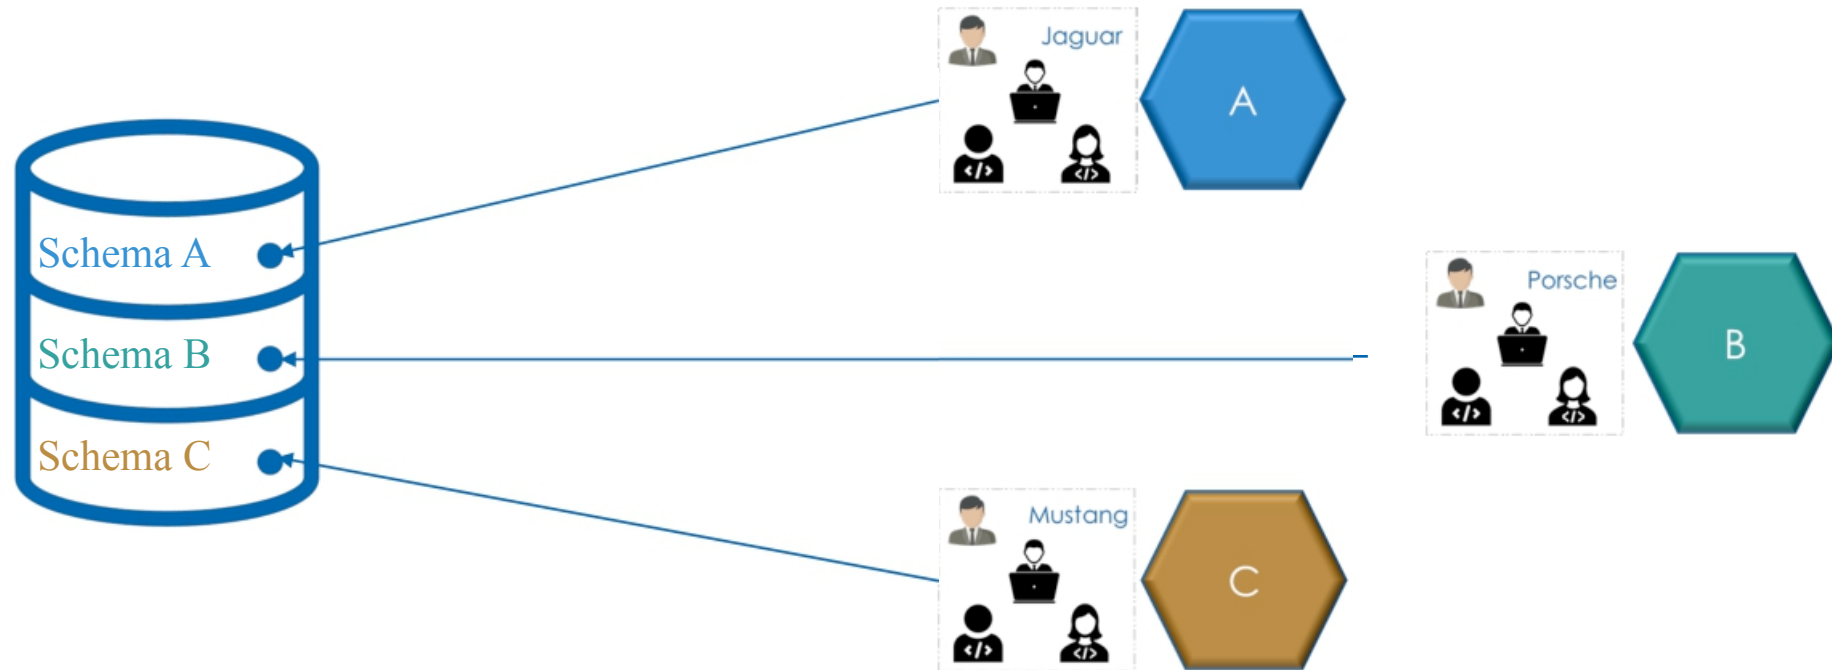 Jaguar
A
Schema A
Porsche
Schema B
B
Schema C
Mustang
C
</>
</>
</>
</>
</>
</>